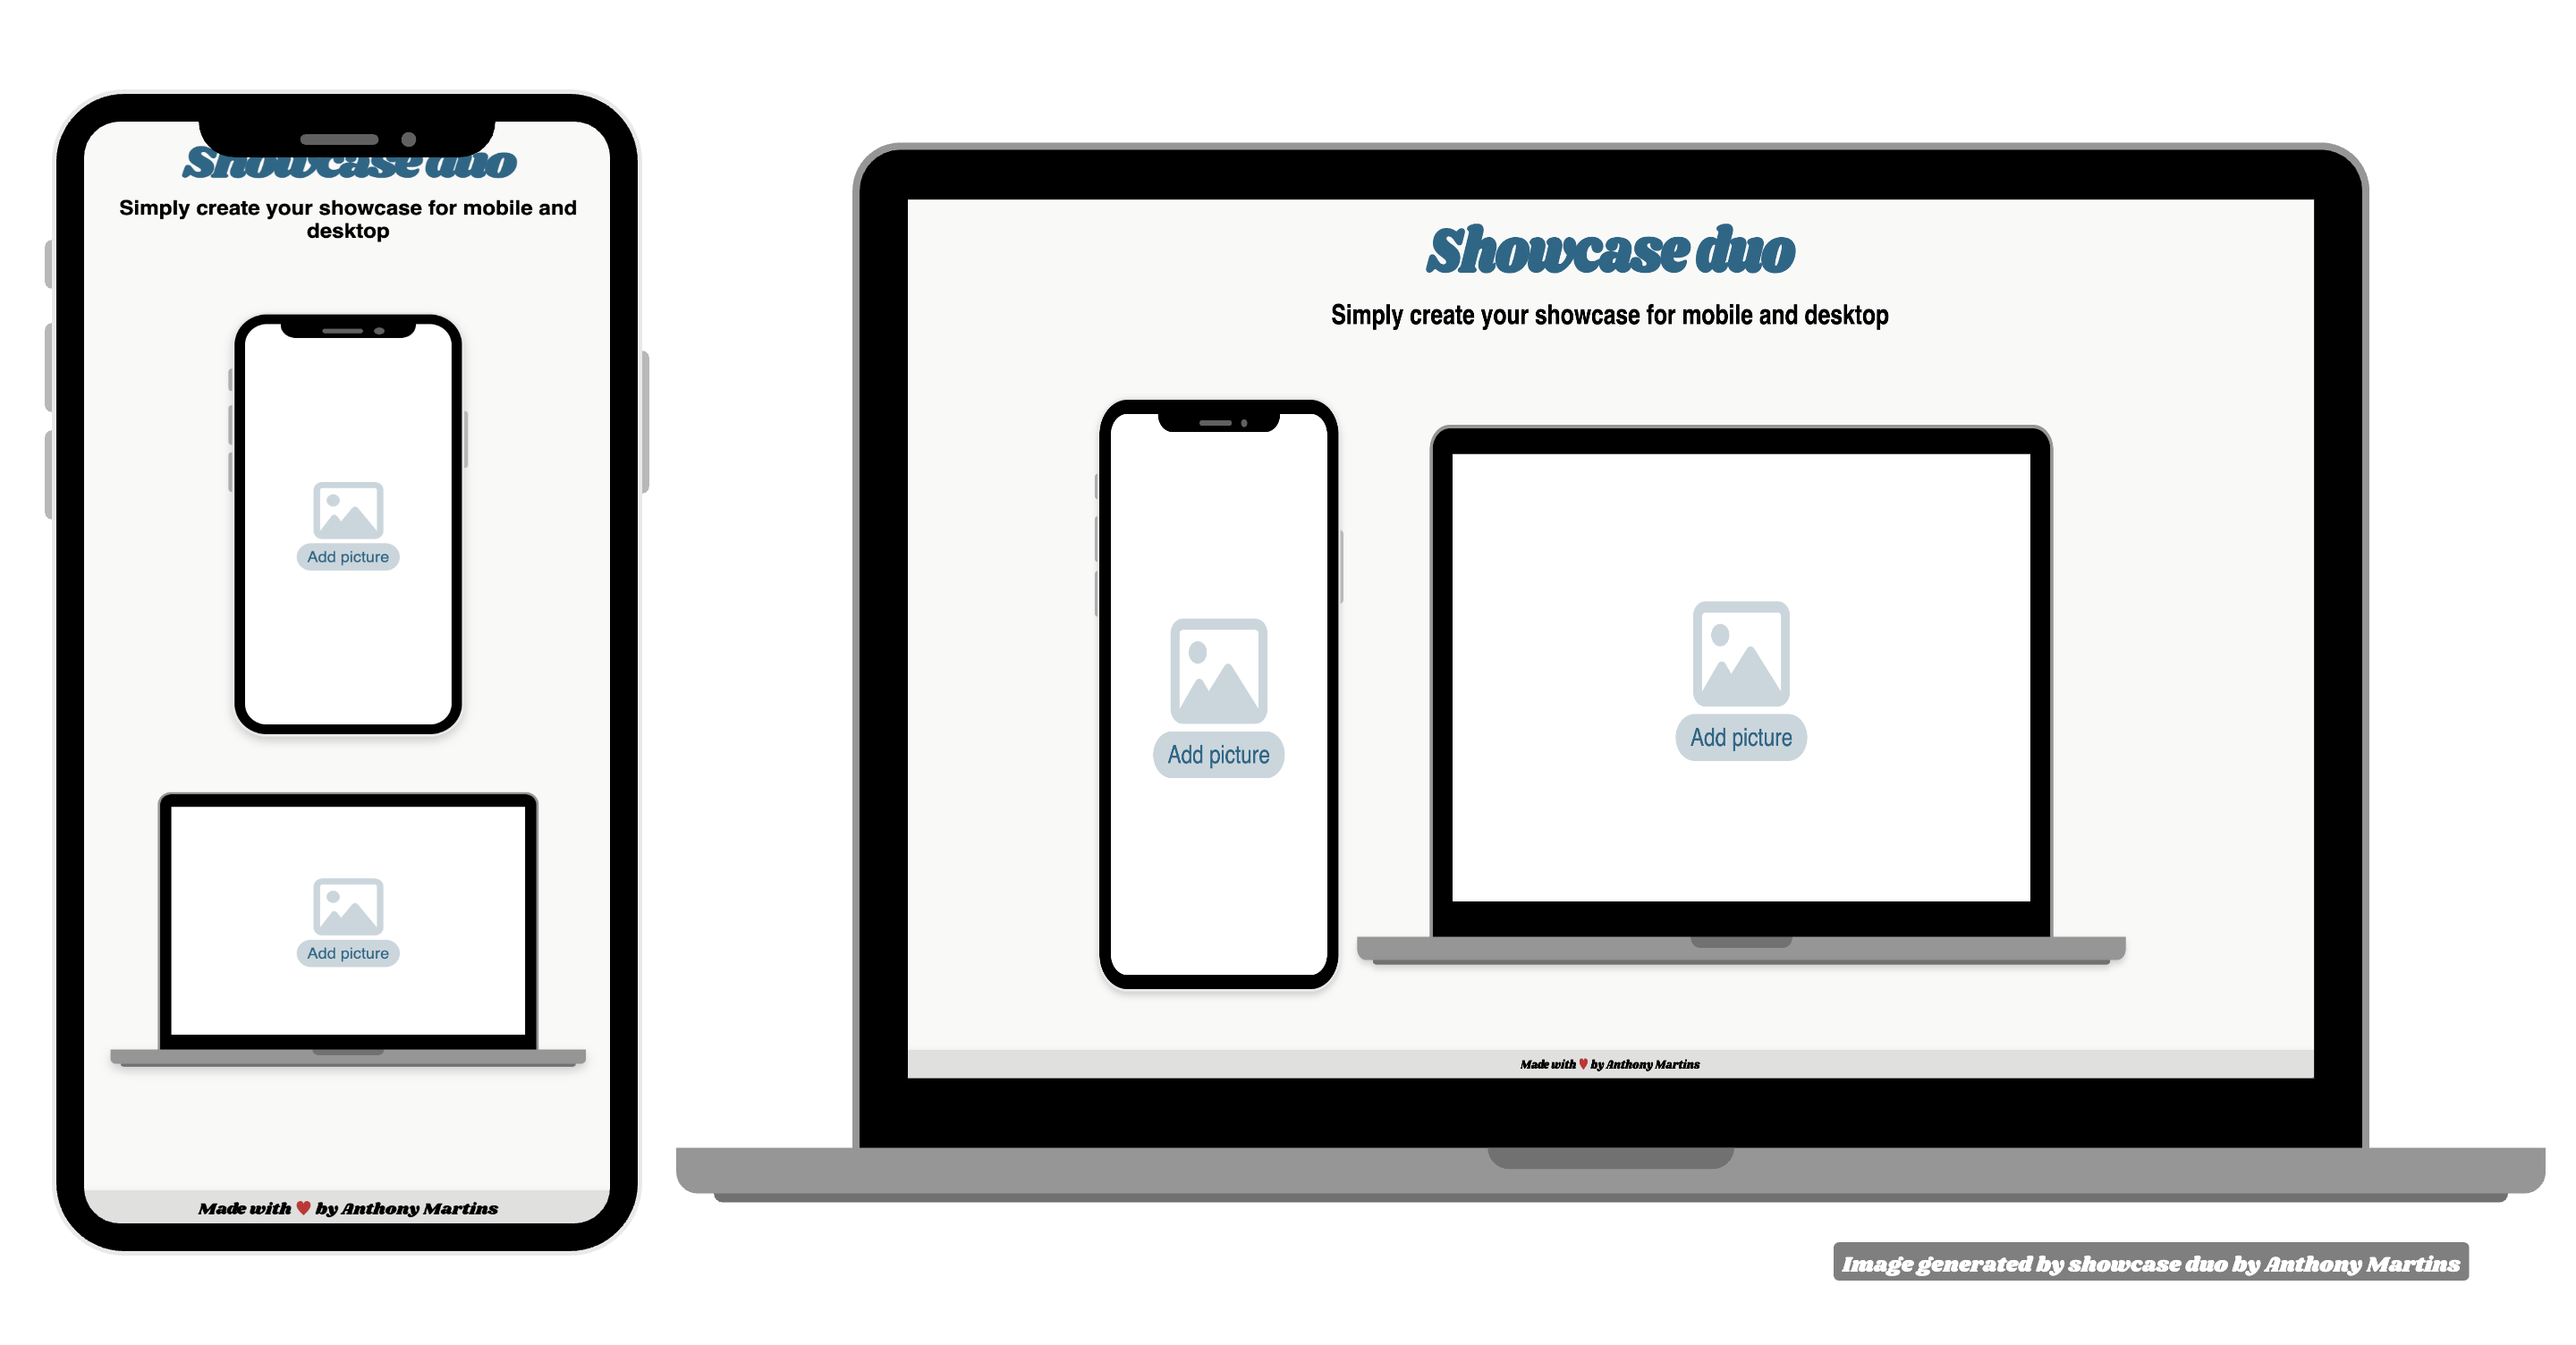 Showcase duo
Simply create your showcase for mobile and
desktop
Add picture
Add picture
Made with ❤ by Anthony Martins
Showcase duo
Simply create your showcase for mobile and desktop
Add picture
Add picture
Made with ❤ by Anthony Martins
Image generated by showcase duo by Anthony Martins